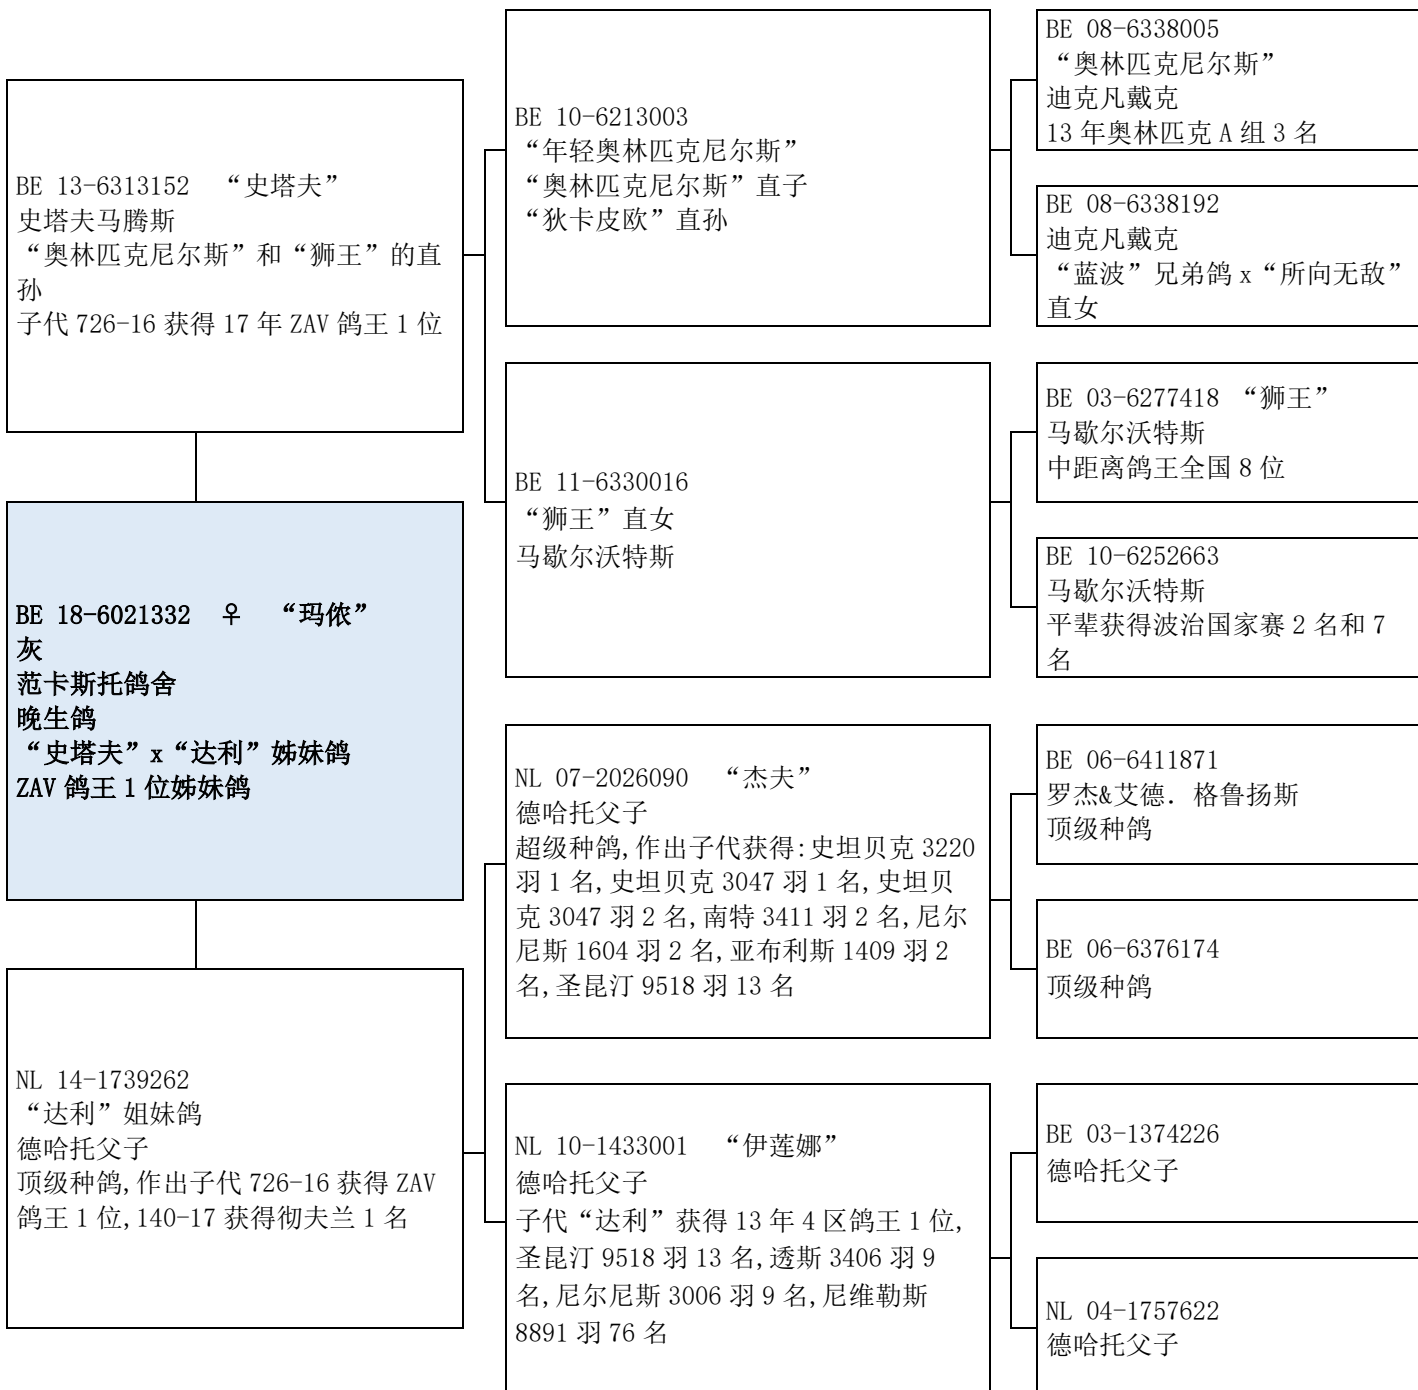 BE 13-6313152 “史塔夫”
史塔夫马腾斯
“奥林匹克尼尔斯”和“狮王”的直
孙
子代 726-16 获得 17 年 ZAV 鸽王 1 位
BE 18-6021332 ♀ “玛侬”
灰
范卡斯托鸽舍
晚生鸽
“史塔夫”x“达利”姊妹鸽
ZAV 鸽王 1 位姊妹鸽
NL 14-1739262
“达利”姐妹鸽
德哈托父子
顶级种鸽,作出子代 726-16 获得 ZAV
鸽王 1 位,140-17 获得彻夫兰 1 名
BE 10-6213003
“年轻奥林匹克尼尔斯”
“奥林匹克尼尔斯”直子
“狄卡皮欧”直孙
BE 11-6330016
“狮王”直女
马歇尔沃特斯
NL 07-2026090 “杰夫”
德哈托父子
超级种鸽,作出子代获得:史坦贝克 3220
羽 1 名,史坦贝克 3047 羽 1 名,史坦贝
克 3047 羽 2 名,南特 3411 羽 2 名,尼尔
尼斯 1604 羽 2 名,亚布利斯 1409 羽 2
名,圣昆汀 9518 羽 13 名
NL 10-1433001 “伊莲娜”
德哈托父子
子代“达利”获得 13 年 4 区鸽王 1 位,
圣昆汀 9518 羽 13 名,透斯 3406 羽 9
名,尼尔尼斯 3006 羽 9 名,尼维勒斯
8891 羽 76 名
BE 08-6338005
“奥林匹克尼尔斯”
迪克凡戴克
13 年奥林匹克 A 组 3 名
BE 08-6338192
迪克凡戴克
“蓝波”兄弟鸽 x“所向无敌”
直女
BE 03-6277418 “狮王”
马歇尔沃特斯
中距离鸽王全国 8 位
BE 10-6252663
马歇尔沃特斯
平辈获得波治国家赛 2 名和 7
名
BE 06-6411871
罗杰&艾德. 格鲁扬斯
顶级种鸽
BE 06-6376174
顶级种鸽
BE 03-1374226
德哈托父子
NL 04-1757622
德哈托父子